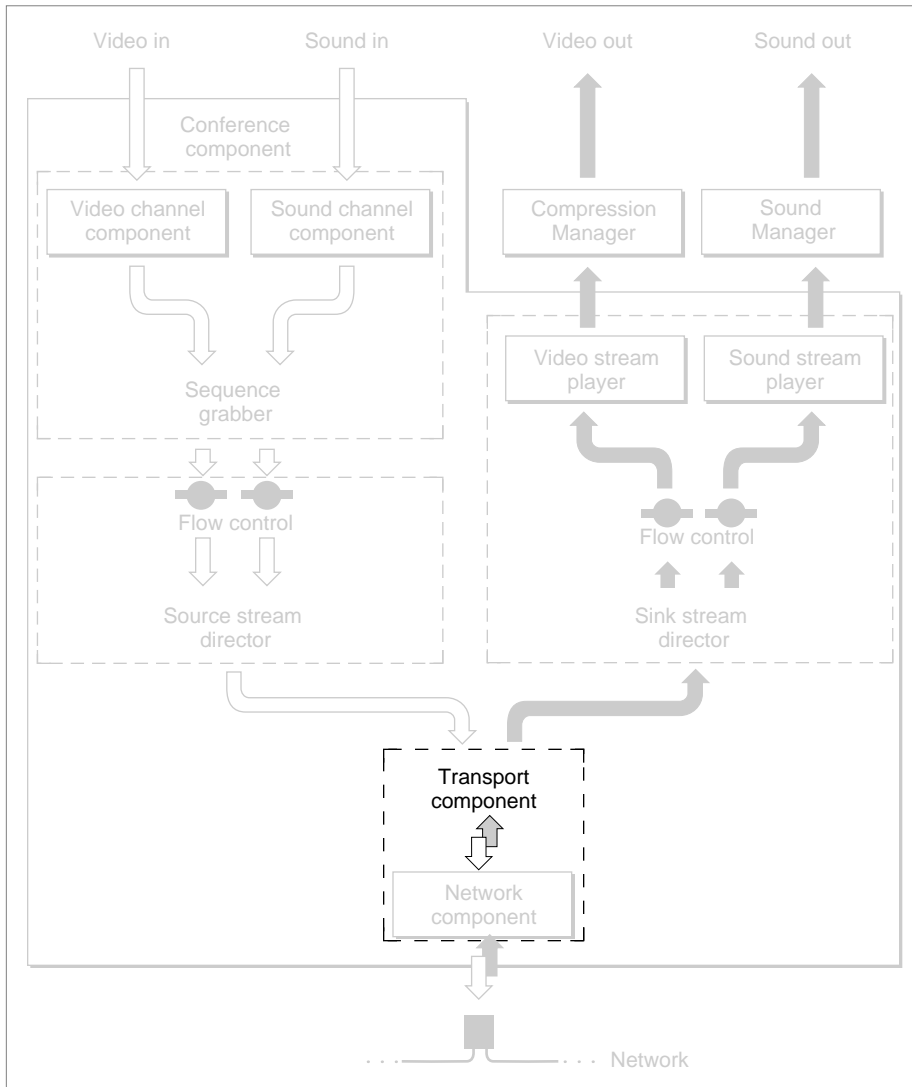 Video in
Sound in
Video out
Sound out
Conference
component
Video channel
component
Sound channel
component
Compression
Manager
Sound
Manager
Sequence
grabber
Video stream
player
Sound stream
player
Flow control
Flow control
Source stream
director
Sink stream
director
Transport
component
Network
component
Network